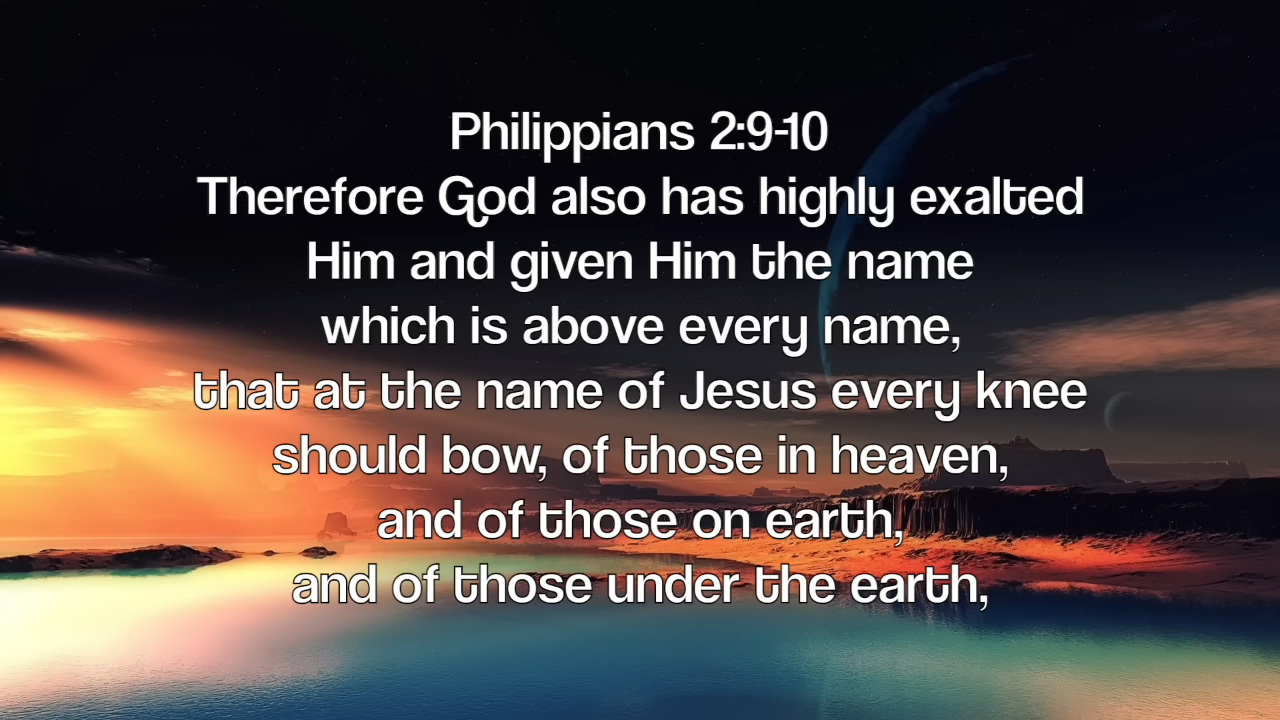 Philippians 2:9-10
Therefore God also has highly exalted
Him and given Him the name
which is above every name,
that at the name of Jesus every knee
should bow, of those in heaven,
and of those on earth,
and of those under the earth,